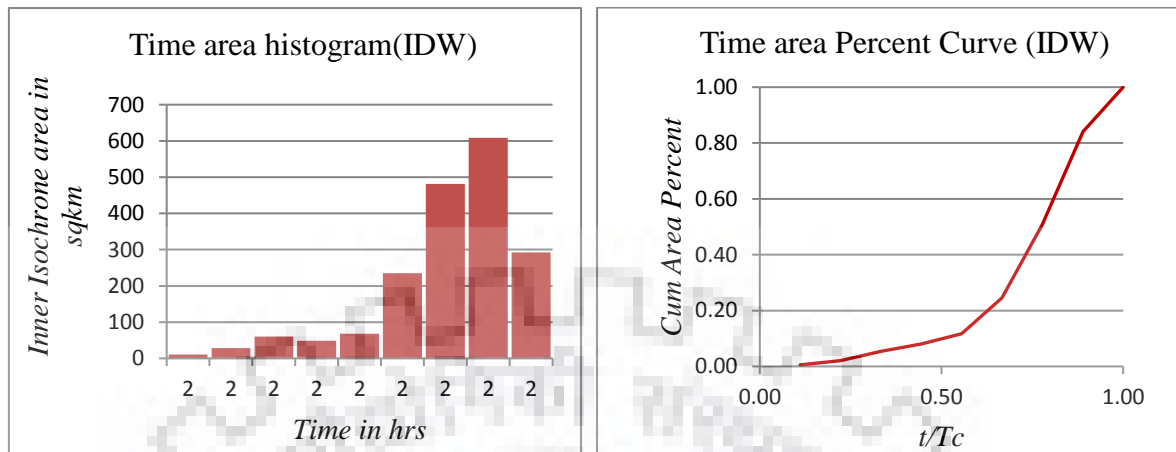 Time area histogram(IDW)
Inner Isochrone area in
sqkm
700
600
500
400
300
200
100
0
2 2 2 2 2 2 2 2 2
Time in hrs
Time area Percent Curve (IDW)
Cum Area Percent
1.00
0.80
0.60
0.40
0.20
0.00
0.00 0.50 1.00
t/Tc